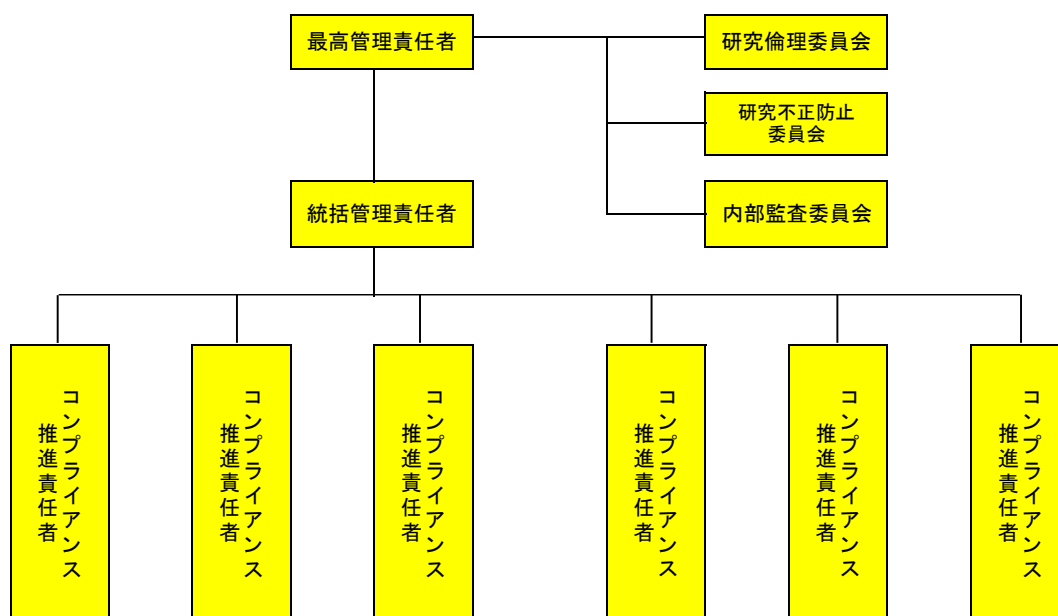 最高管理責任者
研究倫理委員会
研究不正防止
委員会
統括管理責任者
内部監査委員会
コンプライアンス
推進責任者
コンプライアンス
推進責任者
コンプライアンス
推進責任者
コンプライアンス
推進責任者
コンプライアンス
推進責任者
コンプライアンス
推進責任者